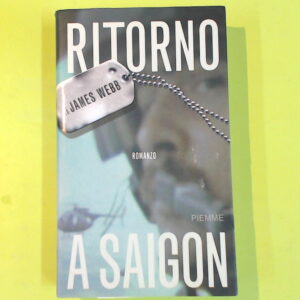 RITORNO
JAMES WEBB
ROMANZO
PIEMME
A SAIGON